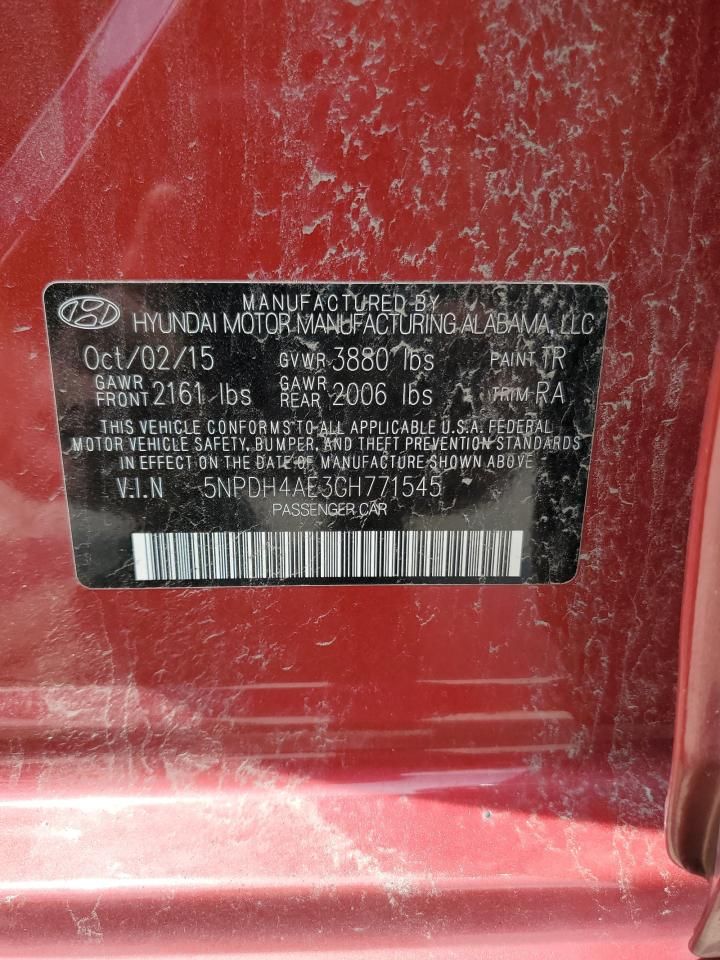 MANUFACTURED BY
HYUNDAI MOTOR MANUFACTURING ALABAMA, LLC
Oct/02/15 GVWR 3880 lbs PAINT TR
GAWR FRONT 2161 lbs GAWR REAR 2006 lbs TRIM RA
THIS VEHICLE CONFORMS TO ALL APPLICABLE U.S.A. FEDERAL
MOTOR VEHICLE SAFETY, BUMPER, AND THEFT PREVENTION STANDARDS
IN EFFECT ON THE DATE OF MANUFACTURE SHOWN ABOVE
V.I.N 5NPDH4AE3GH771545
PASSENGER CAR